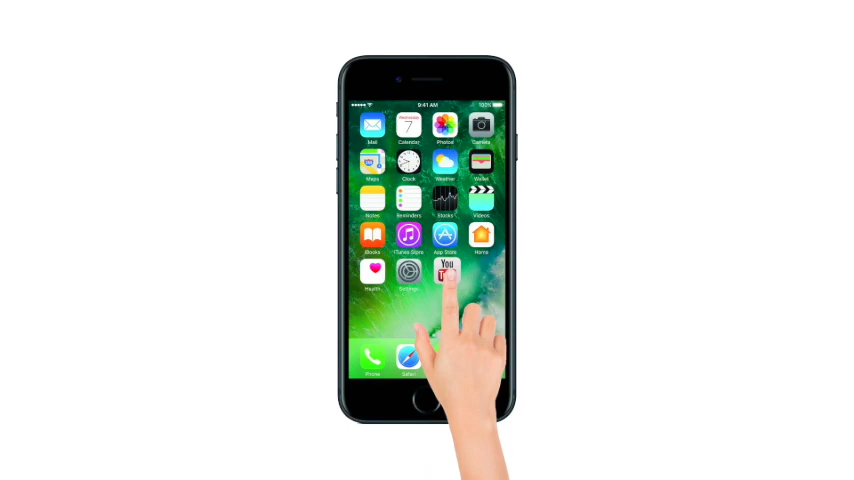 9:41 AM 100%
Wednesday
7
Mail Calendar Photos Camera
Maps Clock Weather Wallet
Notes Reminders Stocks Videos
iBooks iTunes Store App Store Home
You
Health Settings
Phone Safari